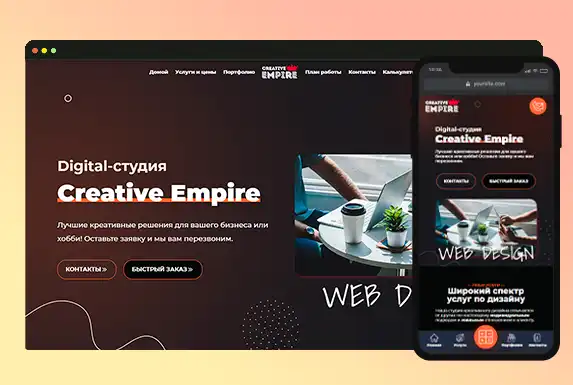 Домой Услуги и цены Портфолио CREATIVE EMPIRE План работы Контакты
Digital-студия
Creative Empire
Лучшие креативные решения для вашего бизнеса или
хобби! Оставьте заявку и мы вам перезвоним.
КОНТАКТЫ »
БЫСТРЫЙ ЗАКАЗ »
WEB D
yoursite.com
CREATIVE
EMPIRE
Digital-студия
Creative Empire
Лучшие креативные решения для вашего
бизнеса или хобби! Оставьте заявку и мы вам
перезвоним.
КОНТАКТЫ
БЫСТРЫЙ ЗАКАЗ
WEB DESIGN
Широкий спектр
услуг по дизайну
Главная Услуги Портфолио Контакты